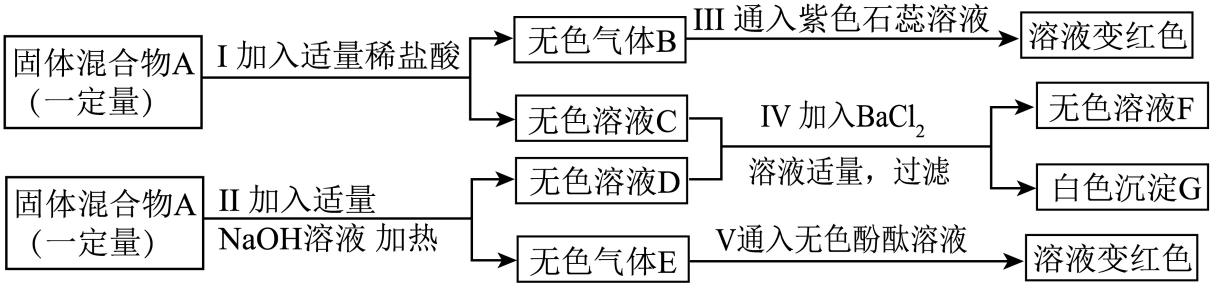 固体混合物A
（一定量）
I 加入适量稀盐酸
无色气体B
III 通入紫色石蕊溶液
溶液变红色
无色溶液C
IV 加入BaCl₂
溶液适量，过滤
无色溶液F
白色沉淀G
固体混合物A
（一定量）
II 加入适量
NaOH溶液 加热
无色溶液D
无色气体E
V通入无色酚酞溶液
溶液变红色